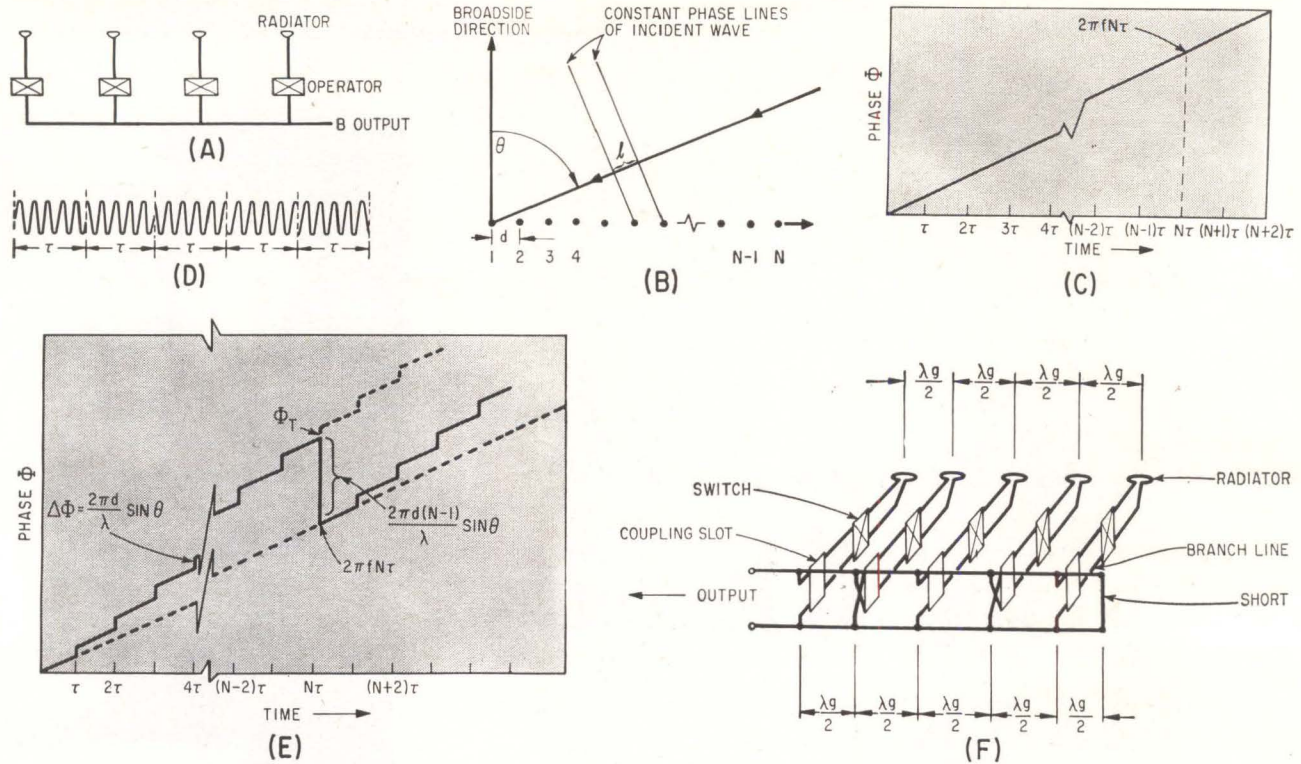 RADIATOR
OPERATOR
B OUTPUT
(A)
BROADSIDE
DIRECTION
CONSTANT PHASE LINES
OF INCIDENT WAVE
θ
l
d
1 2 3 4 N-1 N
(B)
2πfNτ
PHASE Φ
τ 2τ 3τ 4τ (N-2)τ (N-1)τ Nτ (N+1)τ (N+2)τ
TIME
(C)
τ τ τ τ τ
(D)
PHASE Φ
Φ_T
ΔΦ=2πd/λ SIN θ
2πd(N-1)/λ SINθ
2πfNτ
τ 2τ 4τ (N-2)τ Nτ (N+2)τ
TIME
(E)
λg/2 λg/2 λg/2 λg/2
RADIATOR
SWITCH
COUPLING SLOT
BRANCH LINE
OUTPUT
SHORT
λg/2 λg/2 λg/2 λg/2 λg/2
(F)